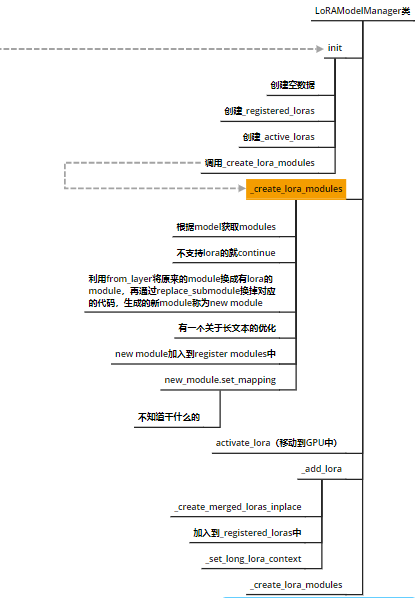 LoRAModelManager类
init
创建空数据
创建_registered_loras
创建_active_loras
调用_create_lora_modules
_create_lora_modules
根据model获取modules
不支持lora的就continue
利用from_layer将原来的module换成有lora的
module，再通过replace_submodule换掉对应
的代码，生成的新module称为new module
有一个关于长文本的优化
new module加入到register modules中
new_module.set_mapping
不知道干什么的
activate_lora（移动到GPU中）
_add_lora
_create_merged_loras_inplace
加入到_registered_loras中
_set_long_lora_context
_create_lora_modules